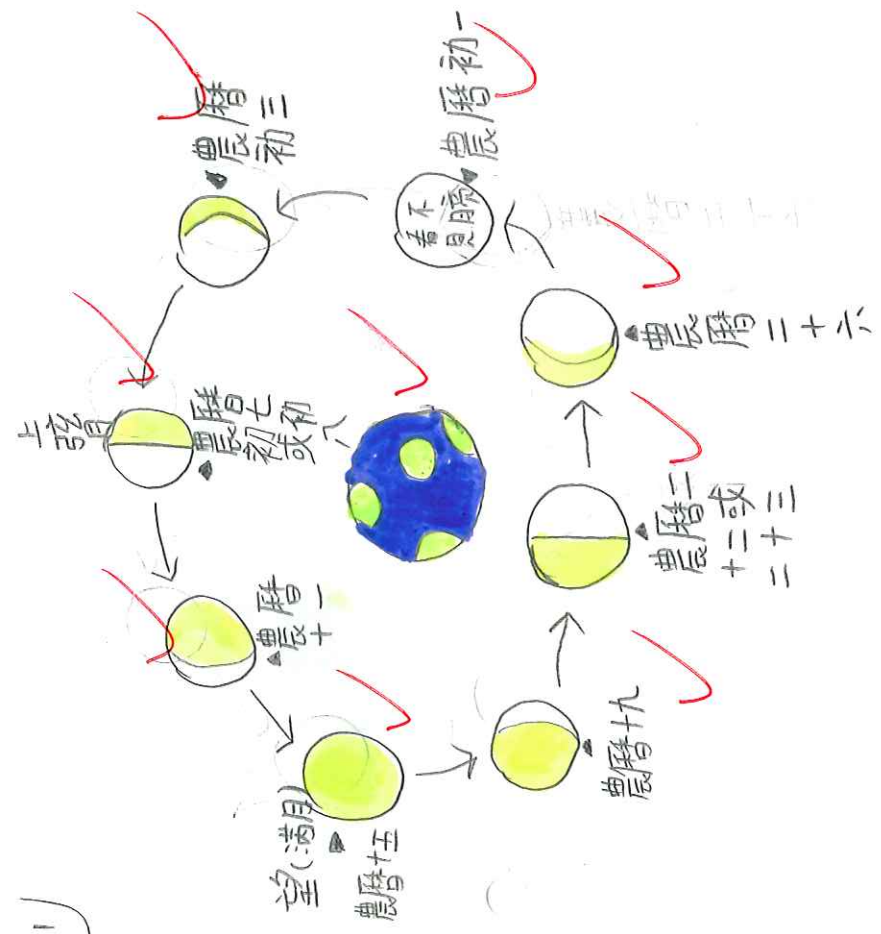 農曆初一
不
看見亮
農曆
初三
上弦月
農曆
初七
或初
八
農曆
十一
望(滿月)
農曆十五
農曆十九
農曆二
十二或
二十三
農曆二十六